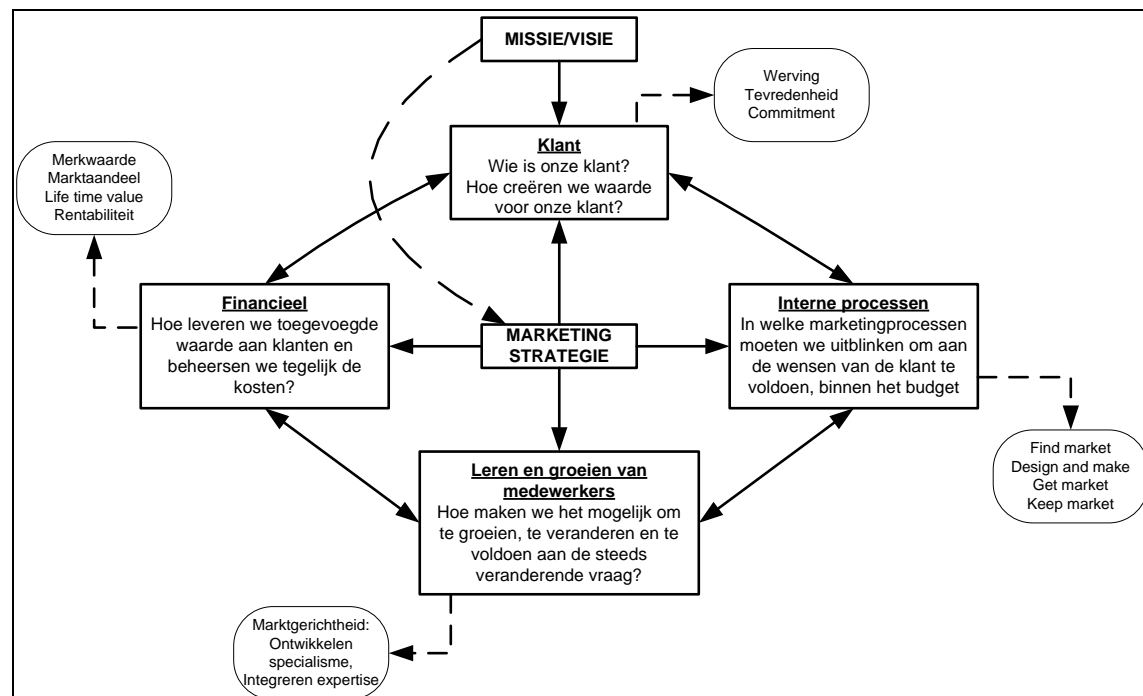 MISSIE/VISIE
Werving
Tevredenheid
Commitment
Klant
Wie is onze klant?
Hoe creëren we waarde
voor onze klant?
Merkwaarde
Marktaandeel
Life time value
Rentabiliteit
Financieel
Hoe leveren we toegevoegde
waarde aan klanten en
beheersen we tegelijk de
kosten?
MARKETING
STRATEGIE
Interne processen
In welke marketingprocessen
moeten we uitblinken om aan
de wensen van de klant te
voldoen, binnen het budget
Find market
Design and make
Get market
Keep market
Leren en groeien van
medewerkers
Hoe maken we het mogelijk om
te groeien, te veranderen en te
voldoen aan de steeds
veranderende vraag?
Marktgerichtheid:
Ontwikkelen
specialisme,
Integreren expertise